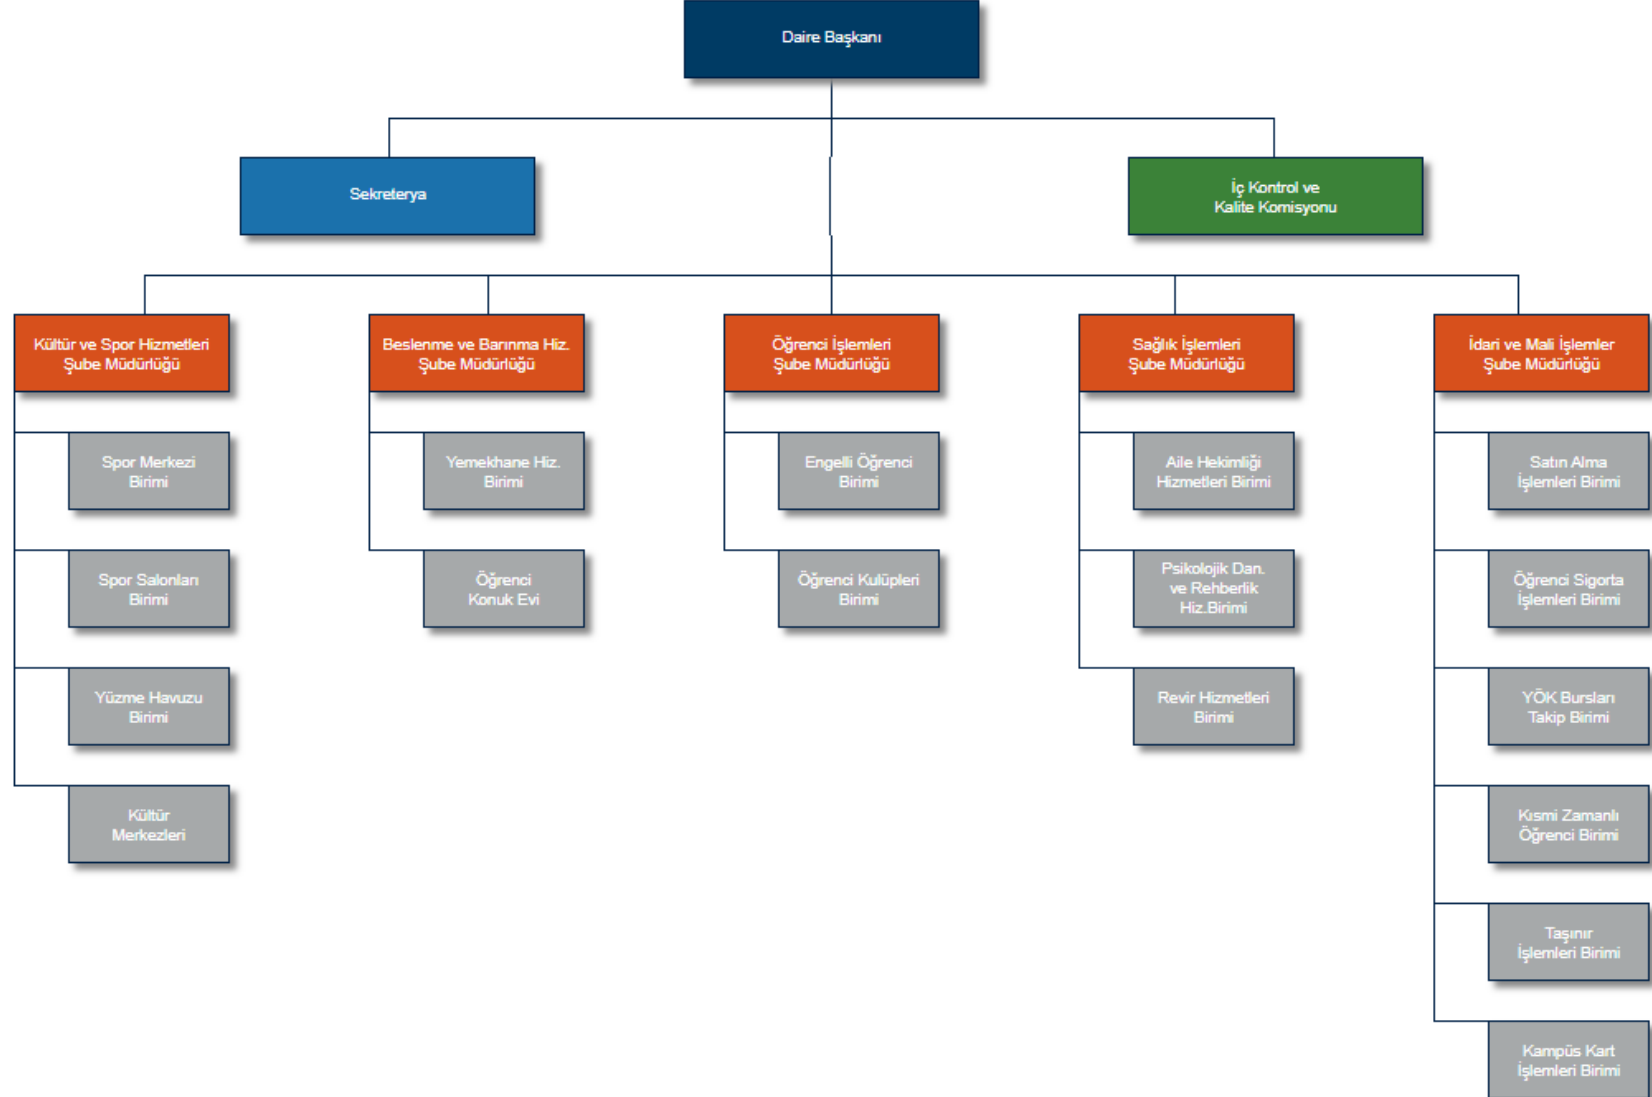 Daire Başkanı
Sekreterya
İç Kontrol ve
Kalite Komisyonu
Kültür ve Spor Hizmetleri
Şube Müdürlüğü
Beslenme ve Barınma Hiz.
Şube Müdürlüğü
Öğrenci İşlemleri
Şube Müdürlüğü
Sağlık İşlemleri
Şube Müdürlüğü
İdari ve Mali İşlemler
Şube Müdürlüğü
Spor Merkezi
Birimi
Spor Salonları
Birimi
Yüzme Havuzu
Birimi
Kültür
Merkezleri
Yemekhane Hiz.
Birimi
Öğrenci
Konuk Evi
Engelli Öğrenci
Birimi
Öğrenci Kulüpleri
Birimi
Aile Hekimliği
Hizmetleri Birimi
Psikolojik Dan.
ve Rehberlik
Hiz.Birimi
Revir Hizmetleri
Birimi
Satın Alma
İşlemleri Birimi
Öğrenci Sigorta
İşlemleri Birimi
YÖK Bursları
Takip Birimi
Kısmi Zamanlı
Öğrenci Birimi
Taşınır
İşlemleri Birimi
Kampüs Kart
İşlemleri Birimi